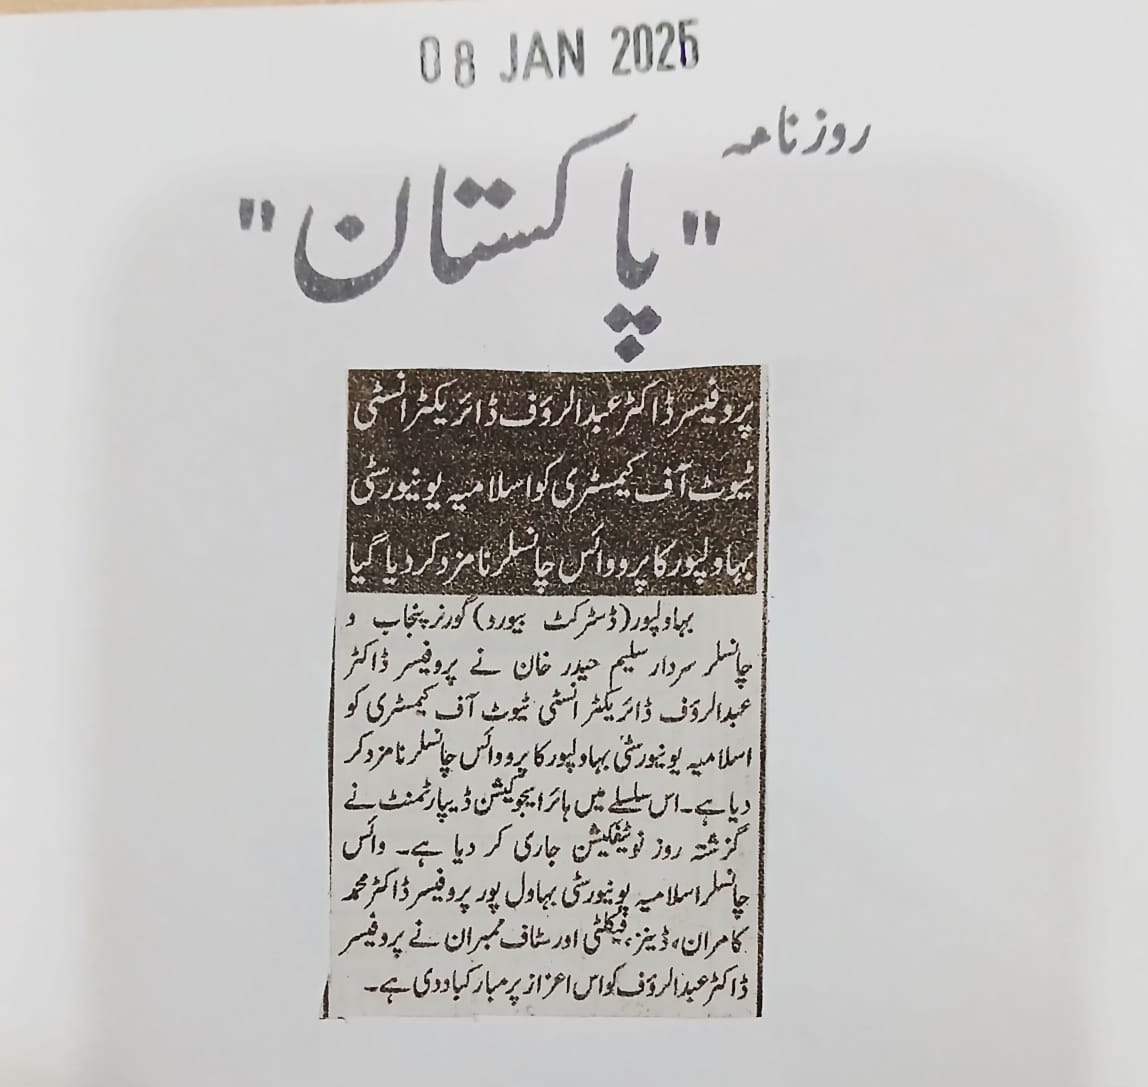 08 JAN 2025
روزنامہ
"پاکستان"
پروفیسر ڈاکٹر عبدالرؤف ڈائریکٹر انسٹی
ٹیوٹ آف کیمسٹری کو اسلامیہ یونیورسٹی
بہاولپور کا پرو وائس چانسلر نامزد کر دیا گیا
بہاولپور (ڈسٹرکٹ بیورو) گورنر پنجاب و
چانسلر سردار سلیم حیدر خان نے پروفیسر ڈاکٹر
عبدالرؤف ڈائریکٹر انسٹی ٹیوٹ آف کیمسٹری کو
اسلامیہ یونیورسٹی بہاولپور کا پرو وائس چانسلر نامزد کر
دیا ہے۔ اس سلسلے میں ہائر ایجوکیشن ڈیپارٹمنٹ نے
گزشتہ روز نوٹیفکیشن جاری کر دیا ہے۔ وائس
چانسلر اسلامیہ یونیورسٹی بہاول پور پروفیسر ڈاکٹر محمد
کامران، ڈینز، فیکلٹی اور سٹاف ممبران نے پروفیسر
ڈاکٹر عبدالرؤف کو اس اعزاز پر مبارکباد دی ہے۔